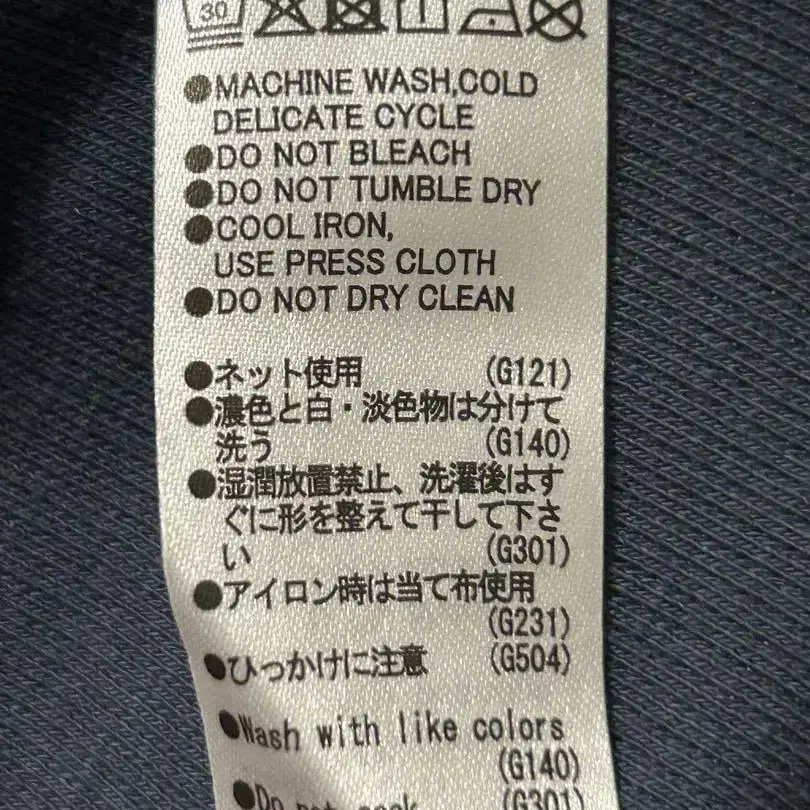 30
●MACHINE WASH,COLD
DELICATE CYCLE
●DO NOT BLEACH
●DO NOT TUMBLE DRY
●COOL IRON,
USE PRESS CLOTH
●DO NOT DRY CLEAN
●ネット使用 (G121)
●濃色と白・淡色物は分けて
洗う (G140)
●湿潤放置禁止、洗濯後はす
ぐに形を整えて干して下さ
い (G301)
●アイロン時は当て布使用
(G231)
●ひっかけに注意 (G504)
●Wash with like colors
(G140)
●Do not soak (G301)